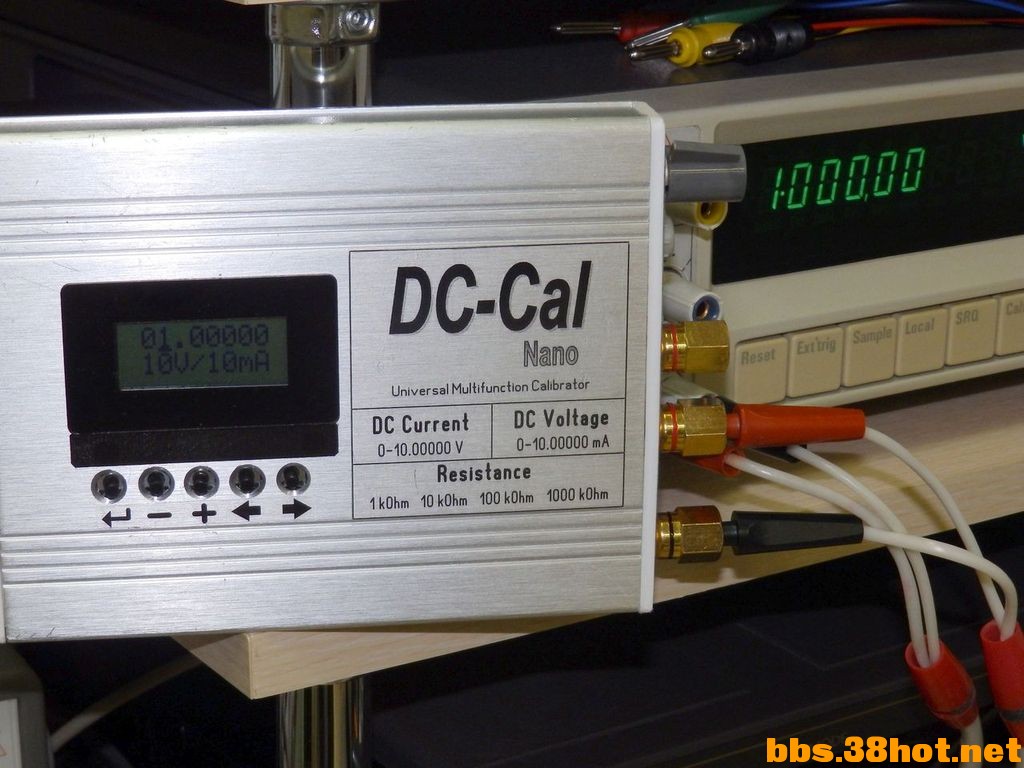 1.000,00
01.00000
10V/10mA
DC-Cal
Nano
Universal Multifunction Calibrator
DC Current
0-10.00000 V
DC Voltage
0-10.00000 mA
Resistance
1 kOhm 10 kOhm 100 kOhm 1000 kOhm
Reset Ext'trig Sample Local SRQ
bbs.38hot.net